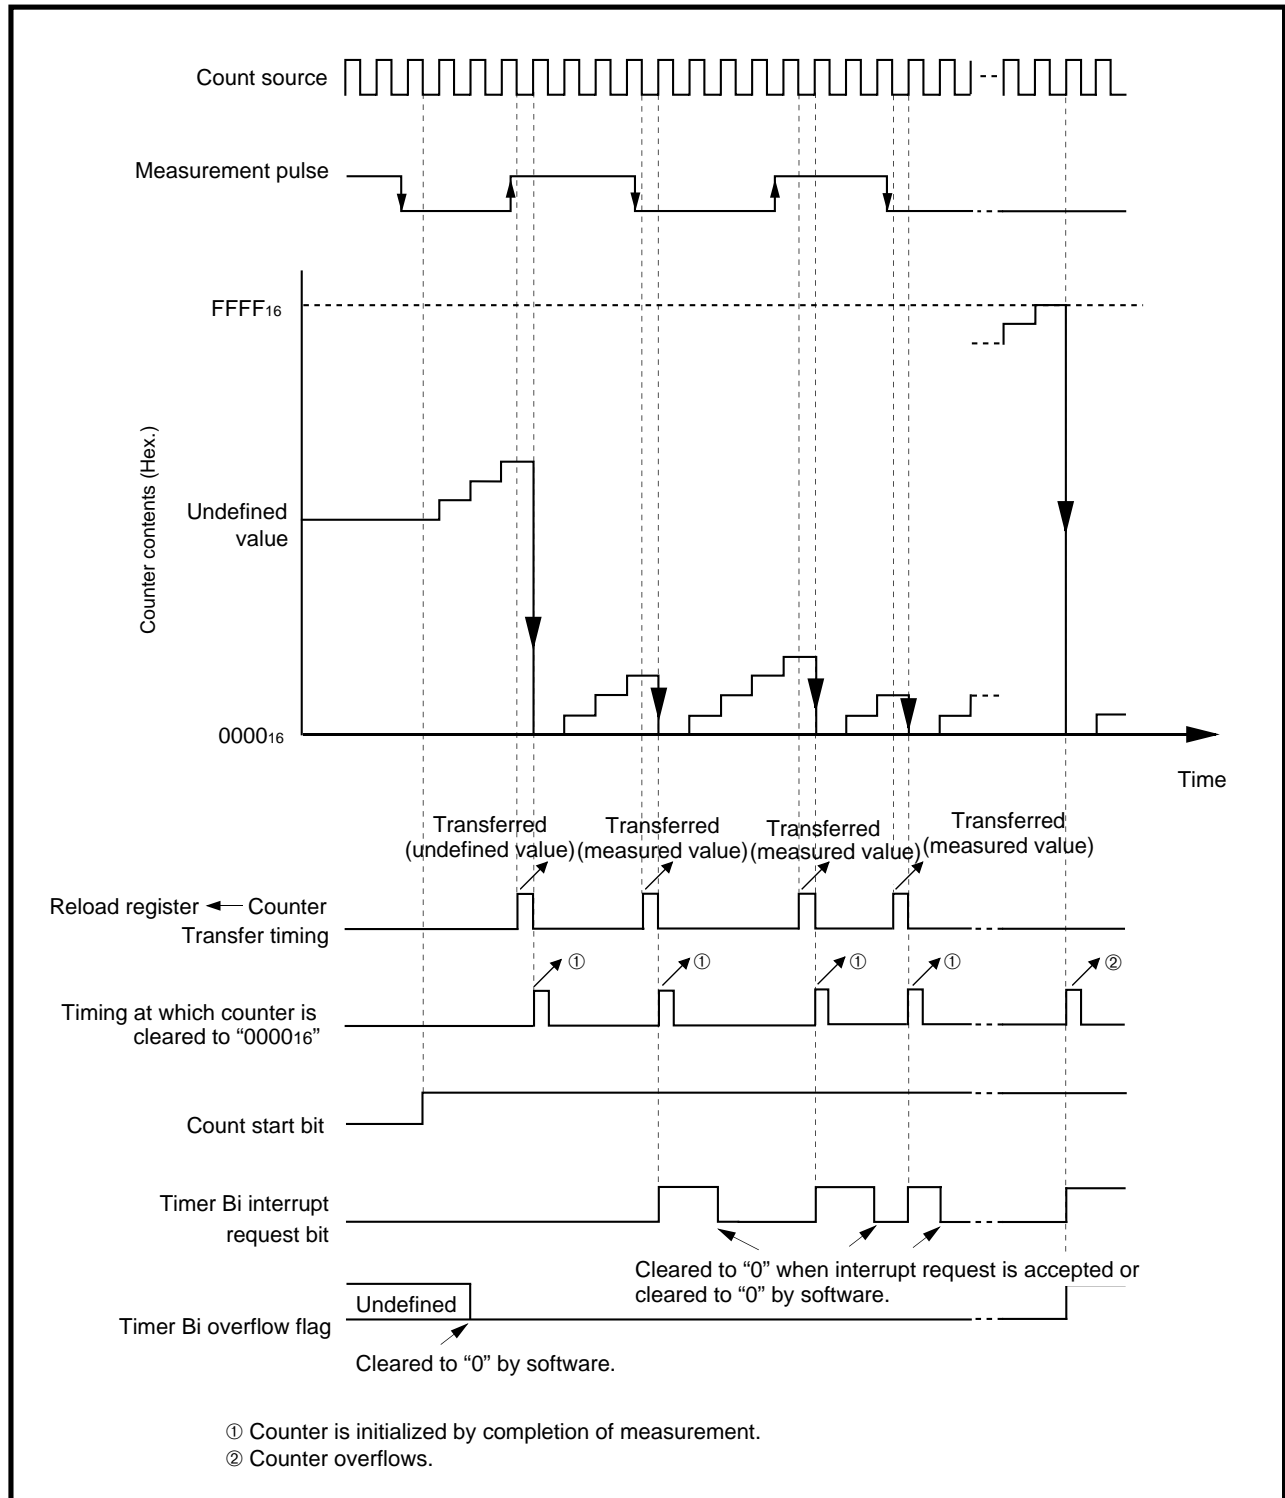 Count source
Measurement pulse
FFFF16
Counter contents (Hex.)
Undefined
value
000016
Time
Transferred
(undefined value)
Transferred
(measured value)
Transferred
(measured value)
Transferred
(measured value)
Reload register ← Counter
Transfer timing
① ① ① ① ②
Timing at which counter is
cleared to “000016”
Count start bit
Timer Bi interrupt
request bit
Cleared to “0” when interrupt request is accepted or
cleared to “0” by software.
Undefined
Timer Bi overflow flag
Cleared to “0” by software.
① Counter is initialized by completion of measurement.
② Counter overflows.